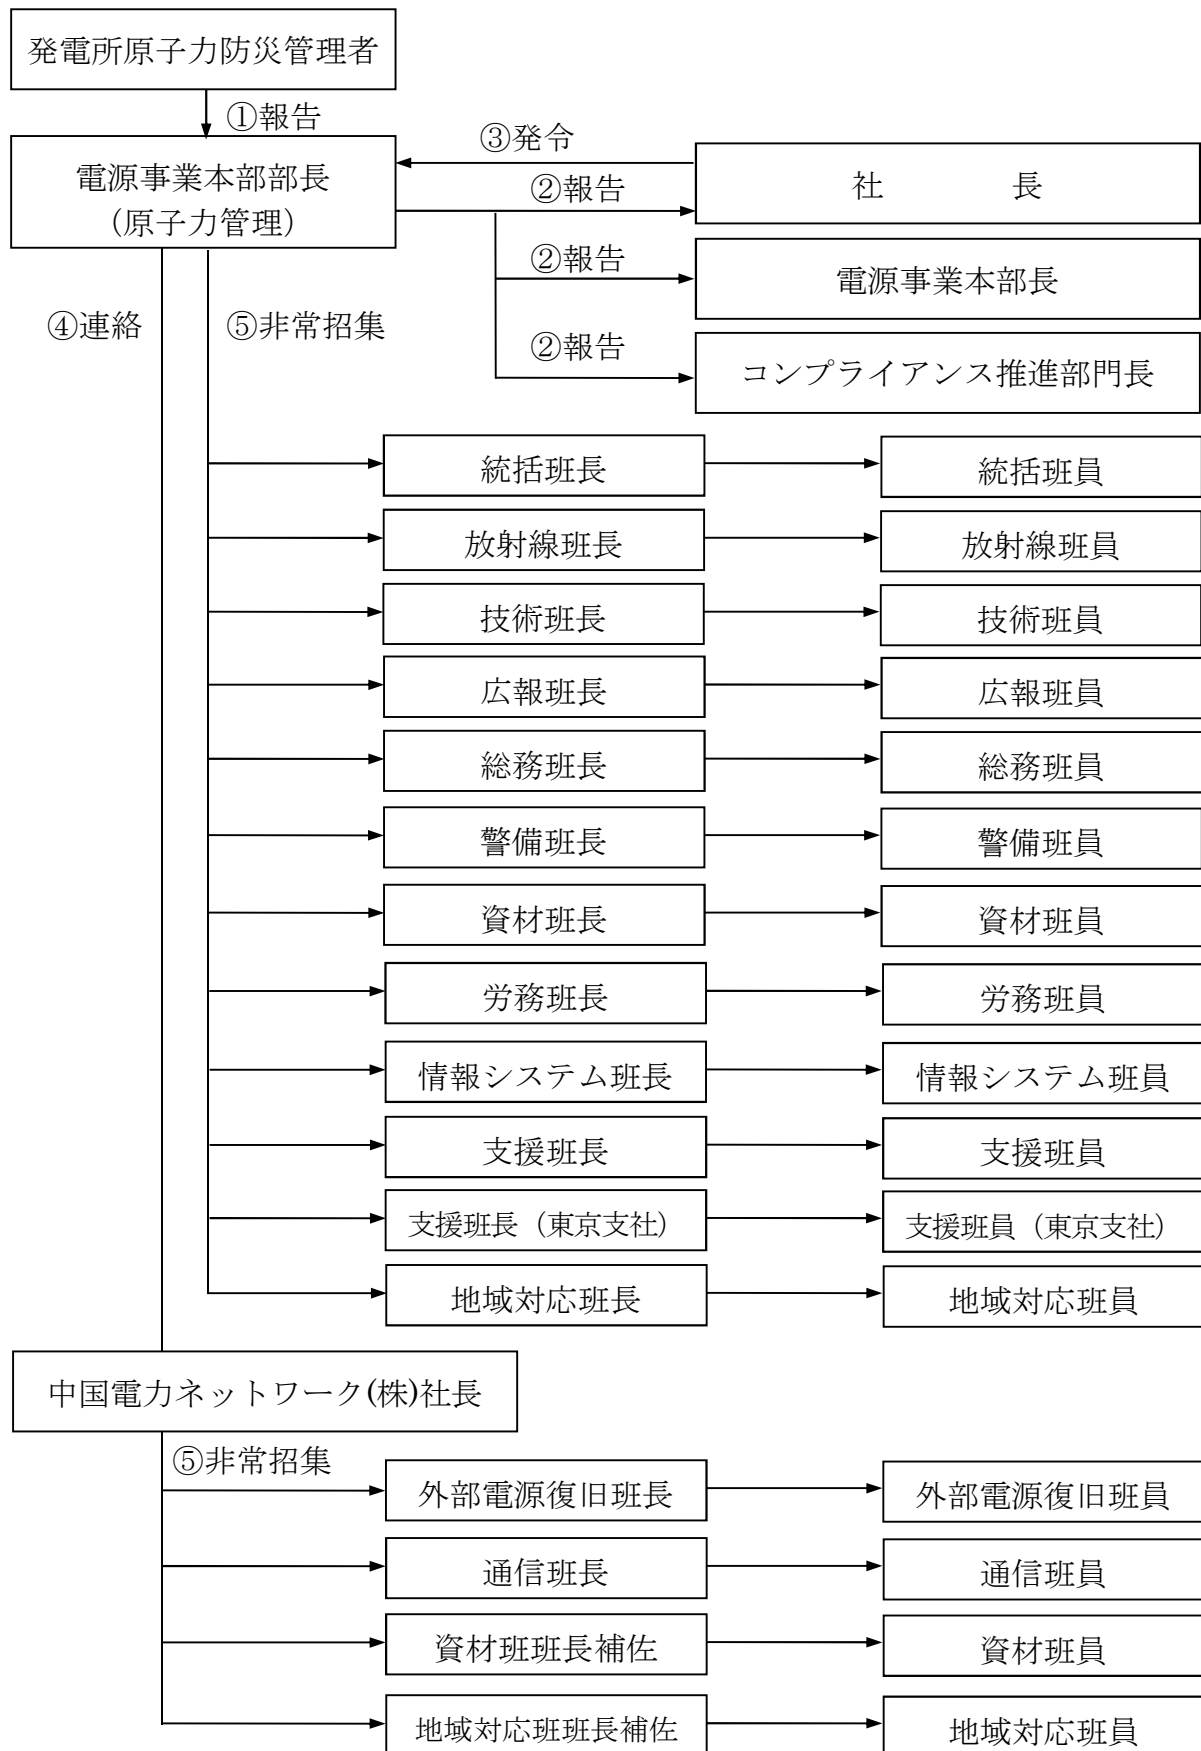 発電所原子力防災管理者
①報告
電源事業本部部長
(原子力管理)
③発令
②報告
社　　　　長
②報告
電源事業本部長
②報告
コンプライアンス推進部門長
④連絡
⑤非常招集
統括班長
統括班員
放射線班長
放射線班員
技術班長
技術班員
広報班長
広報班員
総務班長
総務班員
警備班長
警備班員
資材班長
資材班員
労務班長
労務班員
情報システム班長
情報システム班員
支援班長
支援班員
支援班長（東京支社）
支援班員（東京支社）
地域対応班長
地域対応班員
中国電力ネットワーク(株)社長
⑤非常招集
外部電源復旧班長
外部電源復旧班員
通信班長
通信班員
資材班班長補佐
資材班員
地域対応班班長補佐
地域対応班員